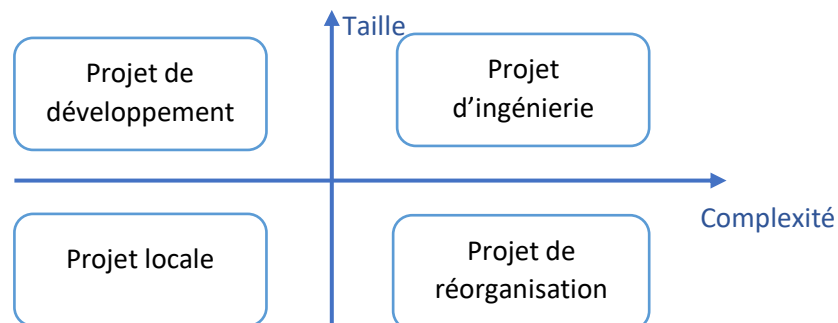 Taille
Projet de
développement
Projet
d’ingénierie
Complexité
Projet locale
Projet de
réorganisation